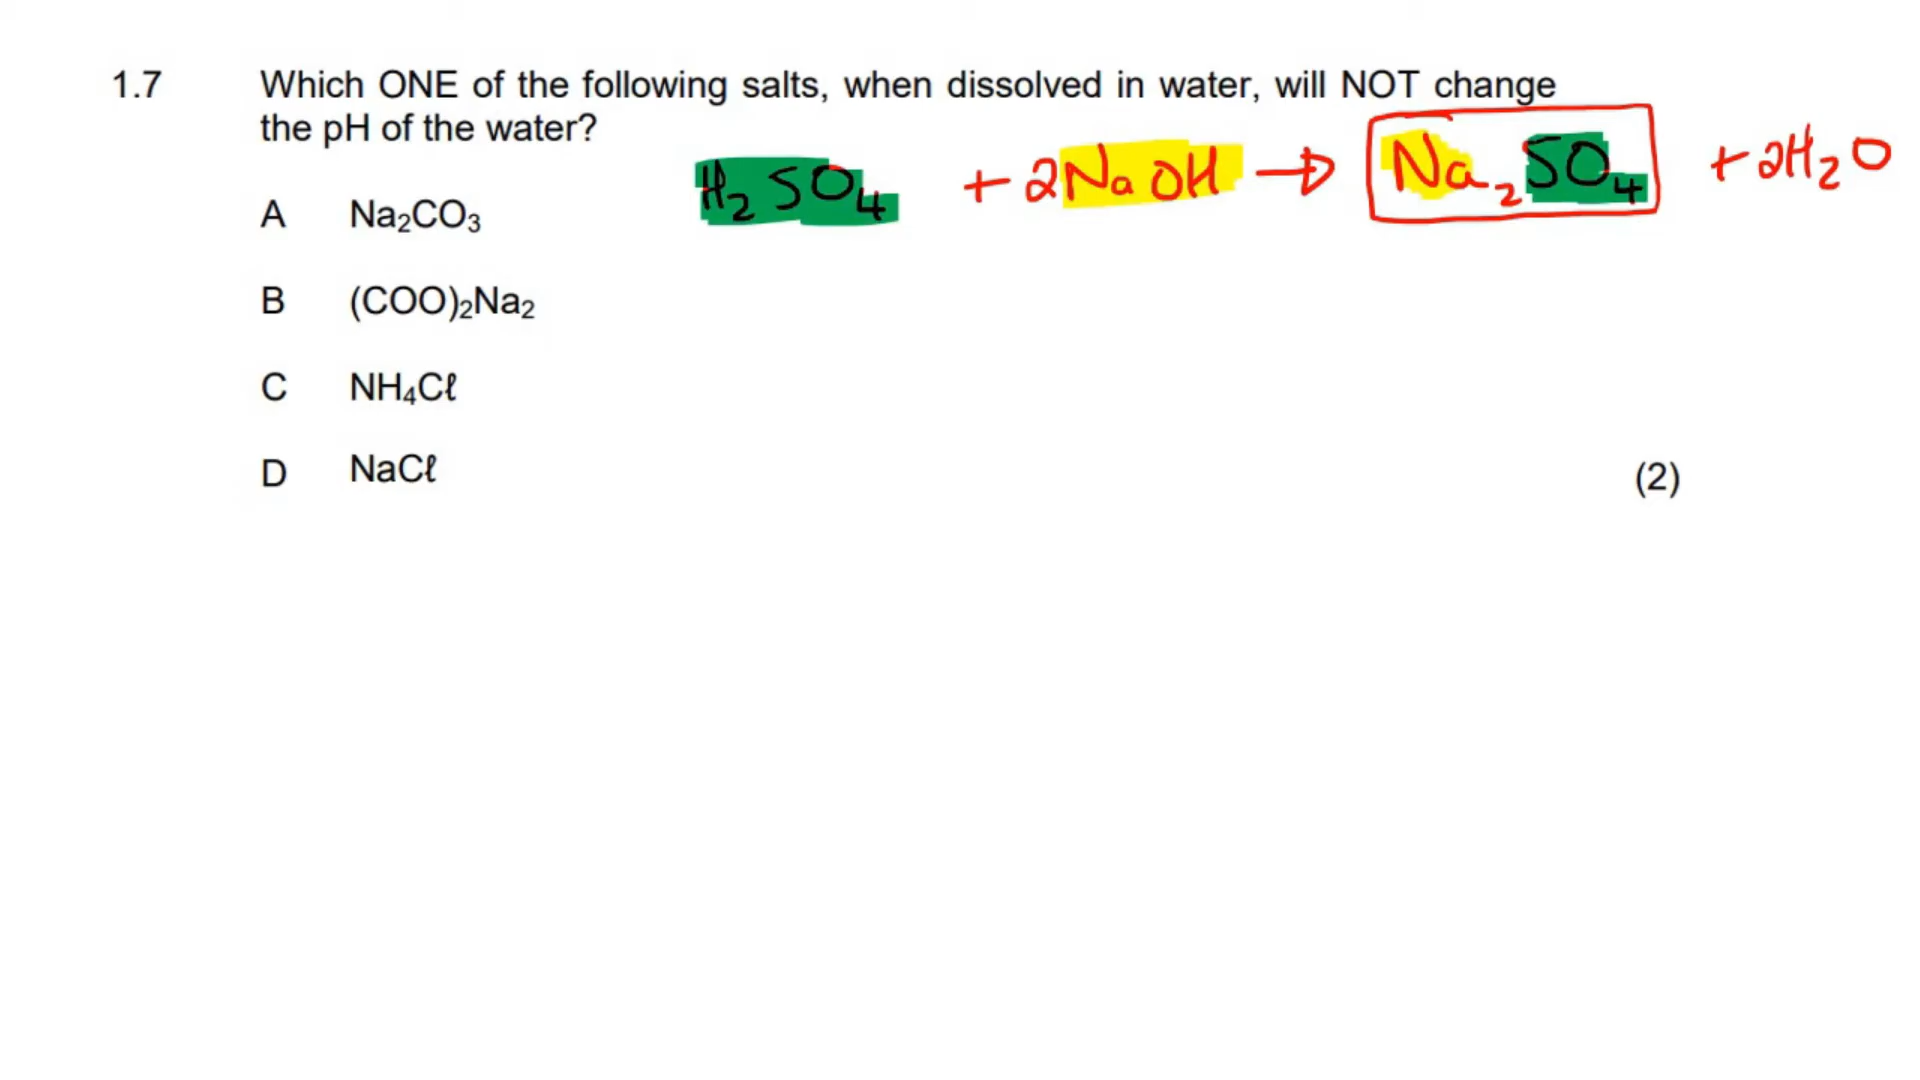 1.7 Which ONE of the following salts, when dissolved in water, will NOT change
the pH of the water?
H₂SO₄ + 2NaOH → Na₂SO₄ + 2H₂O
A Na₂CO₃
B (COO)₂Na₂
C NH₄Cℓ
D NaCℓ (2)